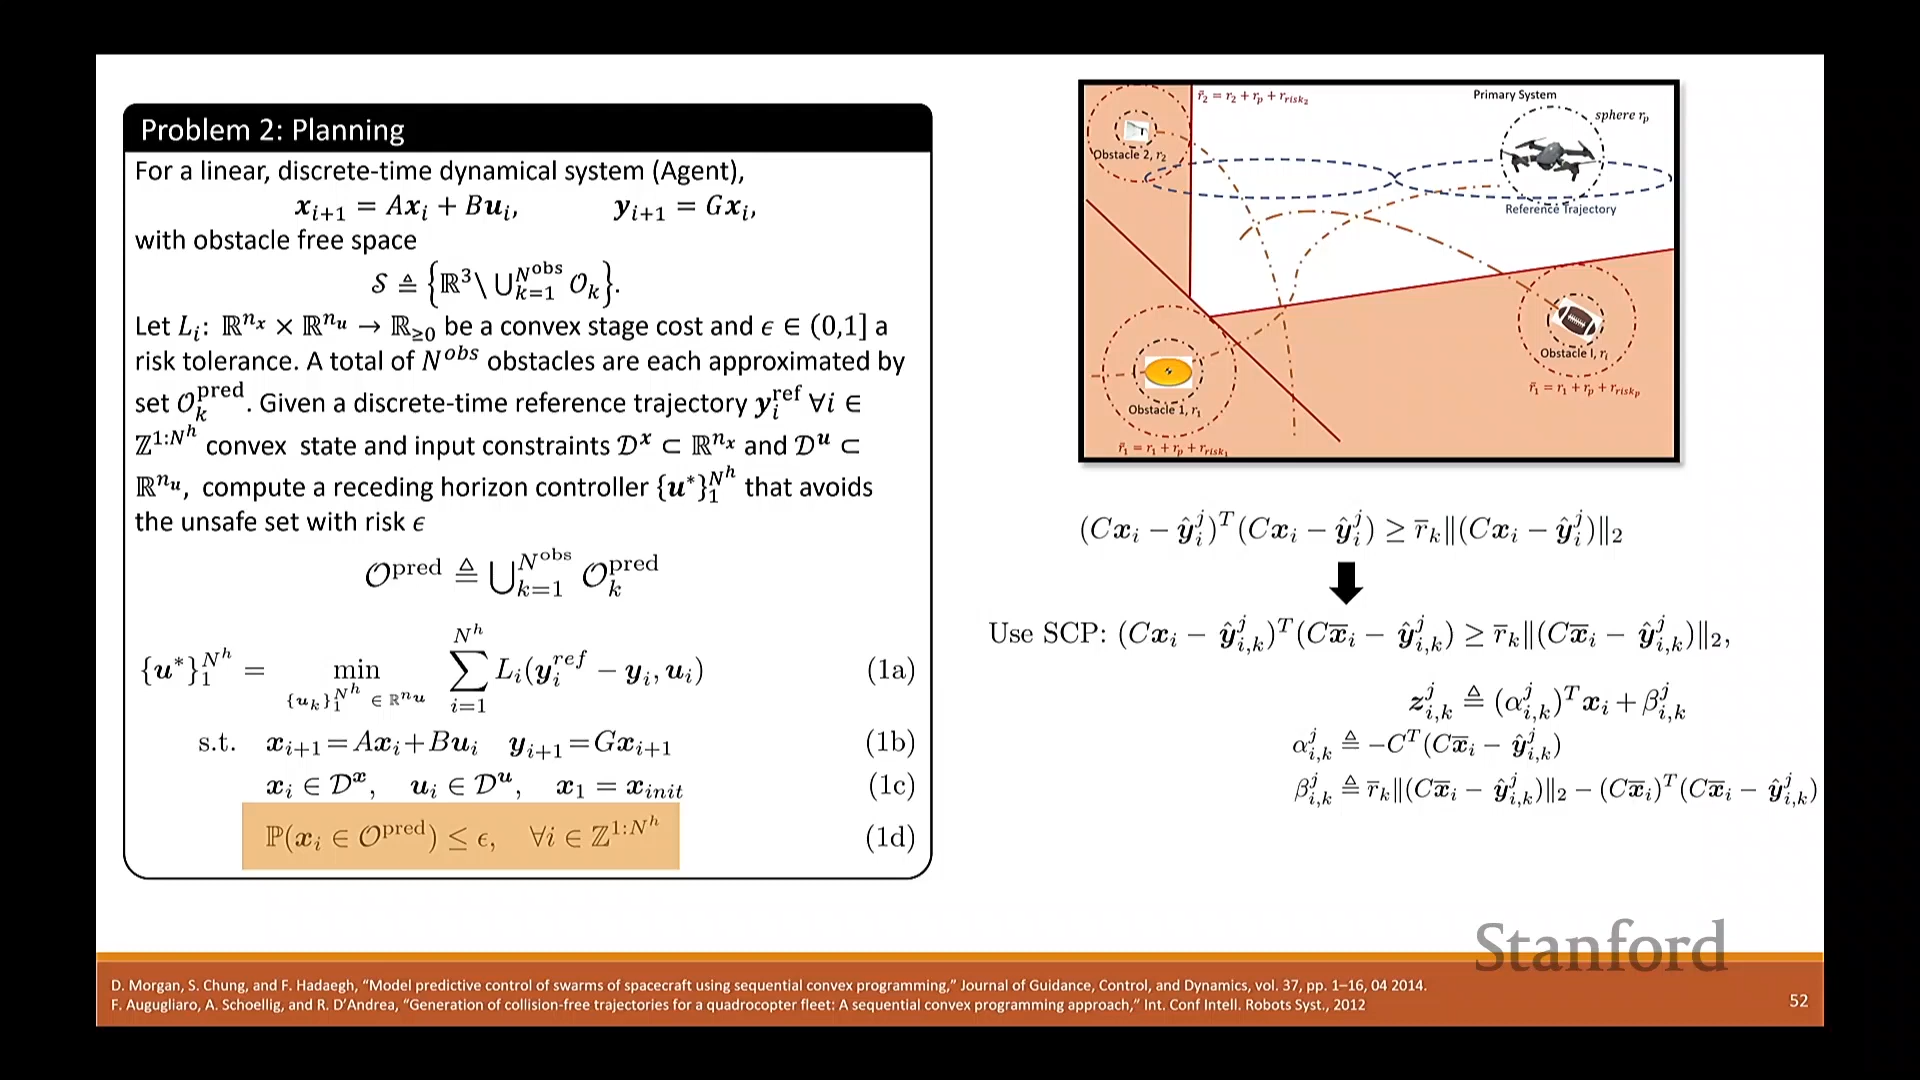 Problem 2: Planning
For a linear, discrete-time dynamical system (Agent),
𝒙ᵢ₊₁ = A𝒙ᵢ + B𝒖ᵢ, 𝒚ᵢ₊₁ = G𝒙ᵢ,
with obstacle free space
𝒮 ≜ {ℝ³\ ⋃_{k=1}^{N^obs} 𝒪_k}.
Let L_i: ℝ^{n_x} × ℝ^{n_u} → ℝ_{≥0} be a convex stage cost and ϵ ∈ (0,1] a
risk tolerance. A total of N^{obs} obstacles are each approximated by
set 𝒪_k^{pred}. Given a discrete-time reference trajectory 𝒚_i^{ref} ∀i ∈
ℤ^{1:N^h} convex state and input constraints 𝒟^𝒙 ⊂ ℝ^{n_x} and 𝒟^𝒖 ⊂
ℝ^{n_u}, compute a receding horizon controller {𝒖*}_1^{N^h} that avoids
the unsafe set with risk ϵ
𝒪^{pred} ≜ ⋃_{k=1}^{N^{obs}} 𝒪_k^{pred}
{𝒖*}_1^{N^h} = min_{{𝒖_k}_1^{N^h} ∈ ℝ^{n_u}} ∑_{i=1}^{N^h} L_i(𝒚_i^{ref} − 𝒚_i, 𝒖_i) (1a)
s.t. 𝒙_{i+1} = A𝒙_i + B𝒖_i 𝒚_{i+1} = G𝒙_{i+1} (1b)
𝒙_i ∈ 𝒟^𝒙, 𝒖_i ∈ 𝒟^𝒖, 𝒙_1 = 𝒙_{init} (1c)
ℙ(𝒙_i ∈ 𝒪^{pred}) ≤ ϵ, ∀i ∈ ℤ^{1:N^h} (1d)
r̄_2 = r_2 + r_p + r_{risk_2}
Primary System
sphere r_p
Obstacle 2, r_2
Reference Trajectory
Obstacle l, r_l
r̄_1 = r_1 + r_p + r_{risk_p}
Obstacle 1, r_1
r̄_1 = r_1 + r_p + r_{risk_1}
(C𝒙_i − ŷ_i^j)^T(C𝒙_i − ŷ_i^j) ≥ r̄_k‖(C𝒙_i − ŷ_i^j)‖_2
Use SCP: (C𝒙_i − ŷ_{i,k}^j)^T(C𝒙̄_i − ŷ_{i,k}^j) ≥ r̄_k‖(C𝒙̄_i − ŷ_{i,k}^j)‖_2,
𝒛_{i,k}^j ≜ (α_{i,k}^j)^T 𝒙_i + β_{i,k}^j
α_{i,k}^j ≜ −C^T(C𝒙̄_i − ŷ_{i,k}^j)
β_{i,k}^j ≜ r̄_k‖(C𝒙̄_i − ŷ_{i,k}^j)‖_2 − (C𝒙̄_i)^T(C𝒙̄_i − ŷ_{i,k}^j)
Stanford
D. Morgan, S. Chung, and F. Hadaegh, “Model predictive control of swarms of spacecraft using sequential convex programming,” Journal of Guidance, Control, and Dynamics, vol. 37, pp. 1–16, 04 2014.
F. Augugliaro, A. Schoellig, and R. D’Andrea, “Generation of collision-free trajectories for a quadrocopter fleet: A sequential convex programming approach,” Int. Conf Intell. Robots Syst., 2012
52